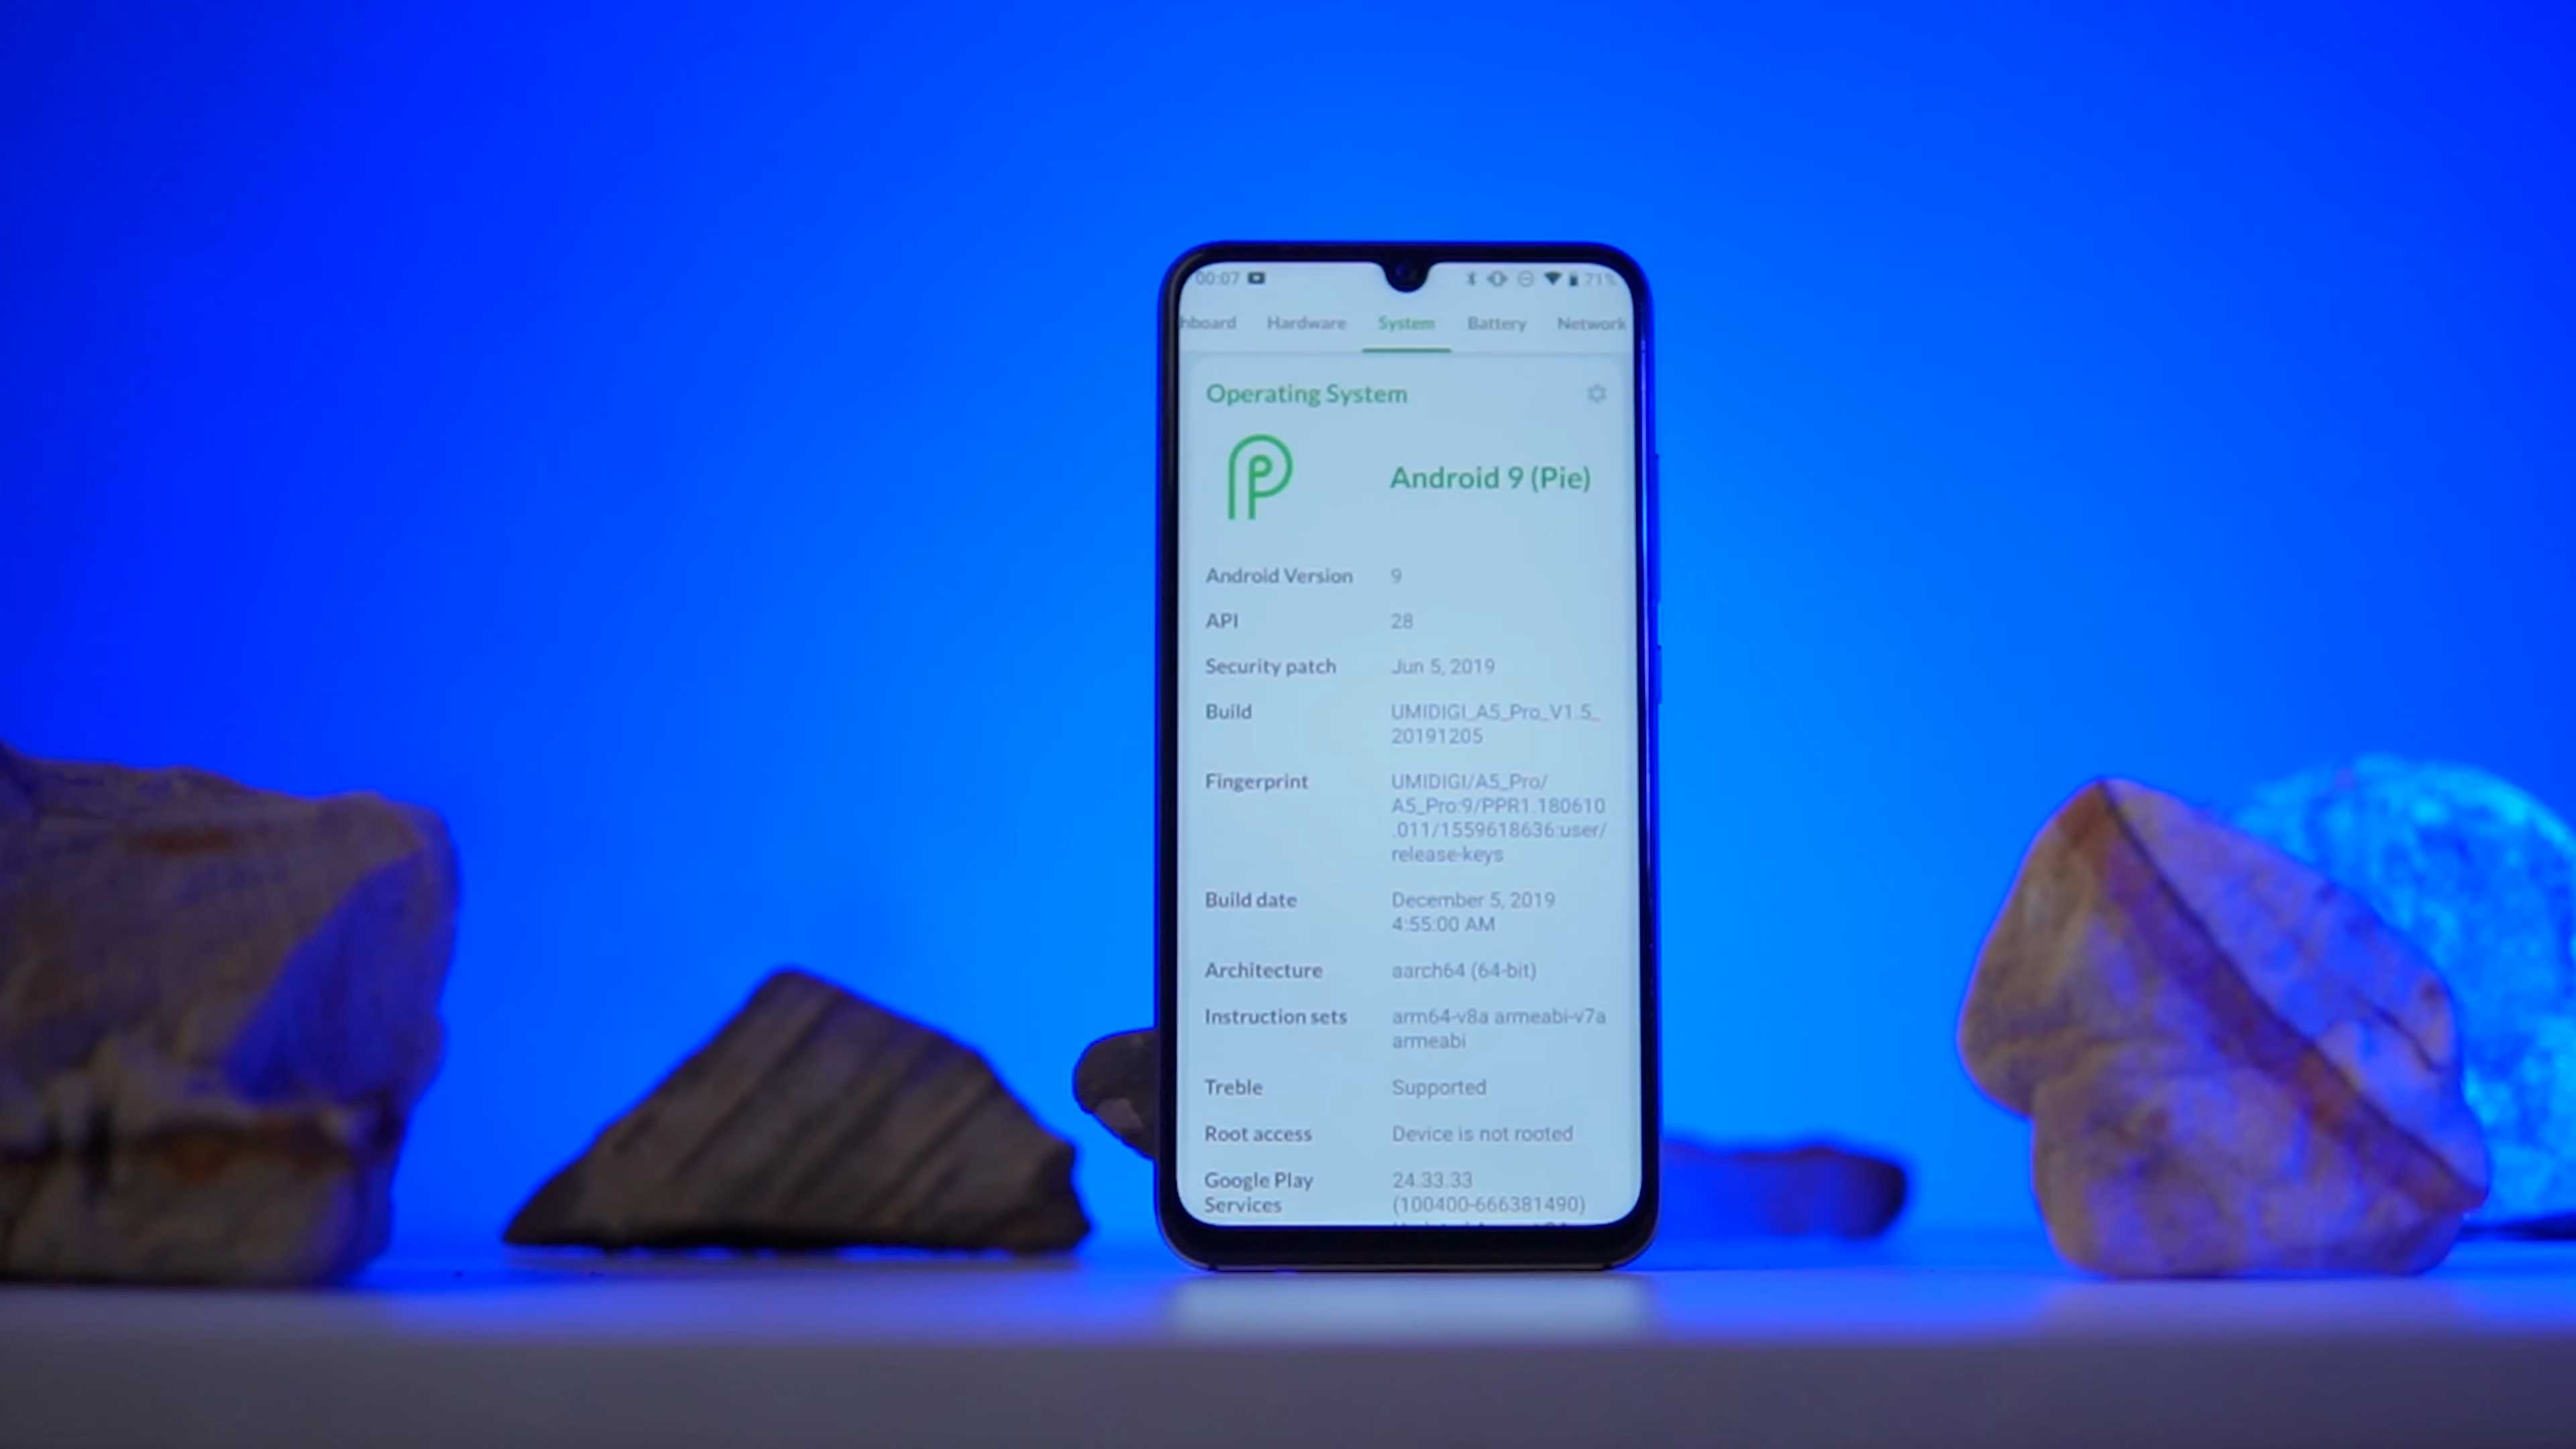 00:07 71%
hboard Hardware System Battery Network
Operating System
Android 9 (Pie)
Android Version 9
API 28
Security patch Jun 5, 2019
Build UMIDIGI_A5_Pro_V1.5_
20191205
Fingerprint UMIDIGI/A5_Pro/
A5_Pro:9/PPR1.180610
.011/1559618636:user/
release-keys
Build date December 5, 2019
4:55:00 AM
Architecture aarch64 (64-bit)
Instruction sets arm64-v8a armeabi-v7a
armeabi
Treble Supported
Root access Device is not rooted
Google Play 24.33.33
Services (100400-666381490)